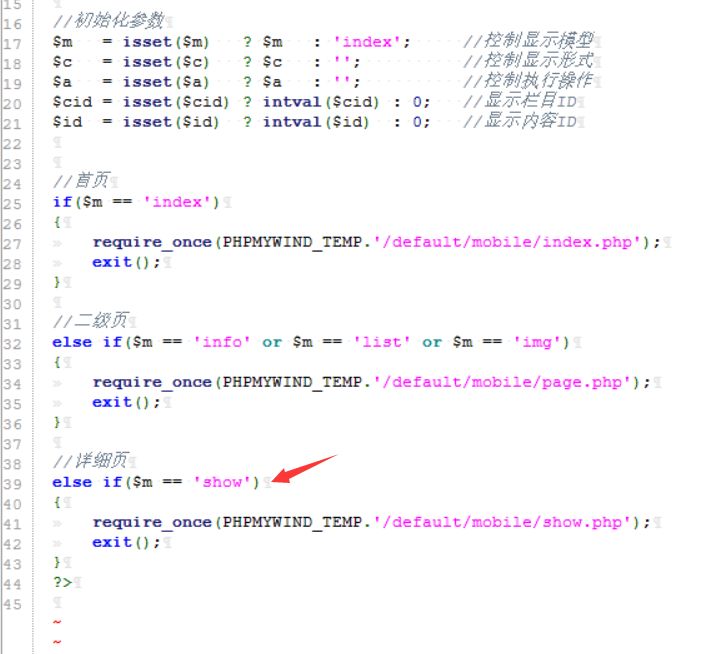 15
16 //初始化参数
17 $m  = isset($m)  ? $m  : 'index';  //控制显示模型
18 $c  = isset($c)  ? $c  : '';  //控制显示形式
19 $a  = isset($a)  ? $a  : '';  //控制执行操作
20 $cid = isset($cid) ? intval($cid) : 0;  //显示栏目ID
21 $id  = isset($id)  ? intval($id)  : 0;  //显示内容ID
22
23
24 //首页
25 if($m == 'index')
26 {
27 require_once(PHPMYWIND_TEMP.'/default/mobile/index.php');
28 exit();
29 }
30
31 //二级页
32 else if($m == 'info' or $m == 'list' or $m == 'img')
33 {
34 require_once(PHPMYWIND_TEMP.'/default/mobile/page.php');
35 exit();
36 }
37
38 //详细页
39 else if($m == 'show')
40 {
41 require_once(PHPMYWIND_TEMP.'/default/mobile/show.php');
42 exit();
43 }
44 ?>
45
~
~